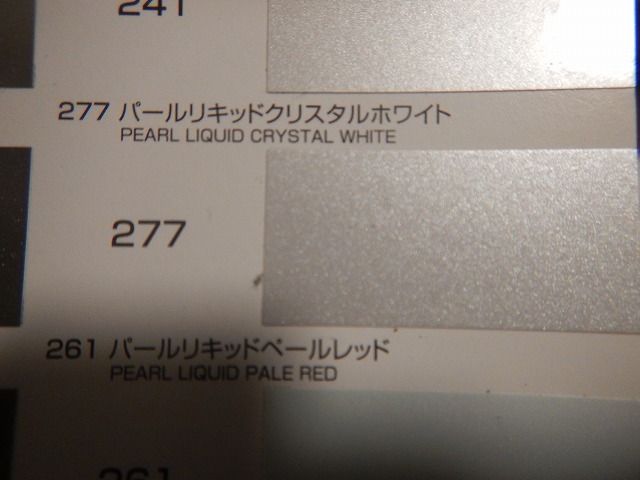 241
277 パールリキッドクリスタルホワイト
PEARL LIQUID CRYSTAL WHITE
277
261 パールリキッドペールレッド
PEARL LIQUID PALE RED
261